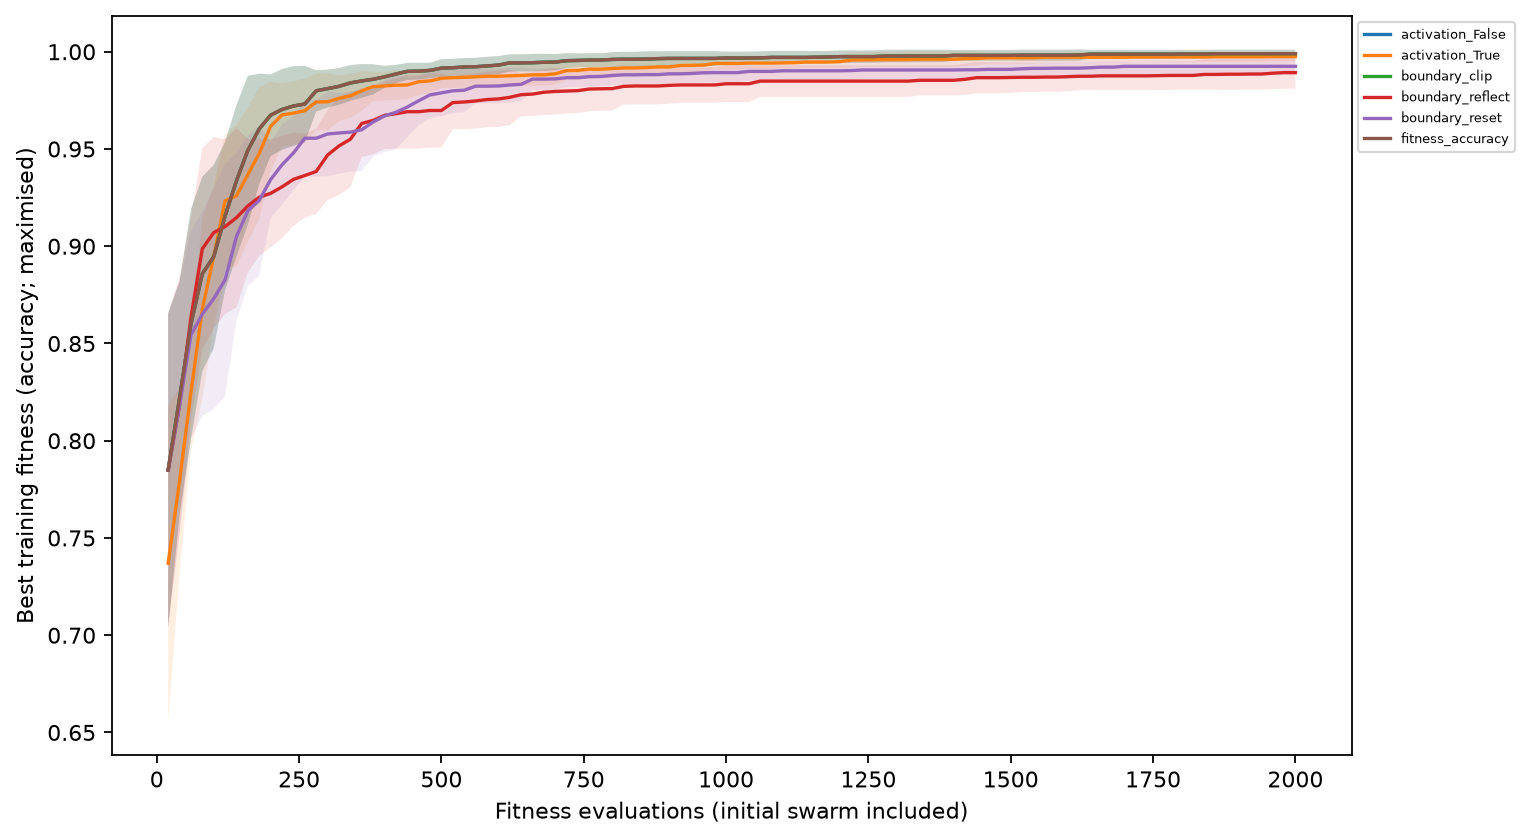 1.00
0.95
0.90
0.85
0.80
0.75
0.70
0.65
Best training fitness (accuracy; maximised)
0
250
500
750
1000
1250
1500
1750
2000
Fitness evaluations (initial swarm included)
activation_False
activation_True
boundary_clip
boundary_reflect
boundary_reset
fitness_accuracy